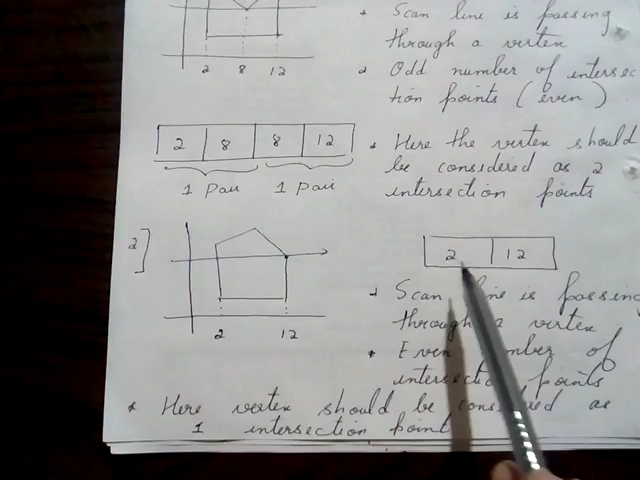 2 8 12
* Scan line is passing
through a vertex
* Odd number of intersec
tion points (even)
2 8 8 12
1 Pair 1 Pair
* Here the vertex should
be considered as 2
intersection points
2]
2 12
2 12
* Scan line is passing
through a vertex
* Even number of
intersection points
* Here vertex should be considered as
1 intersection point